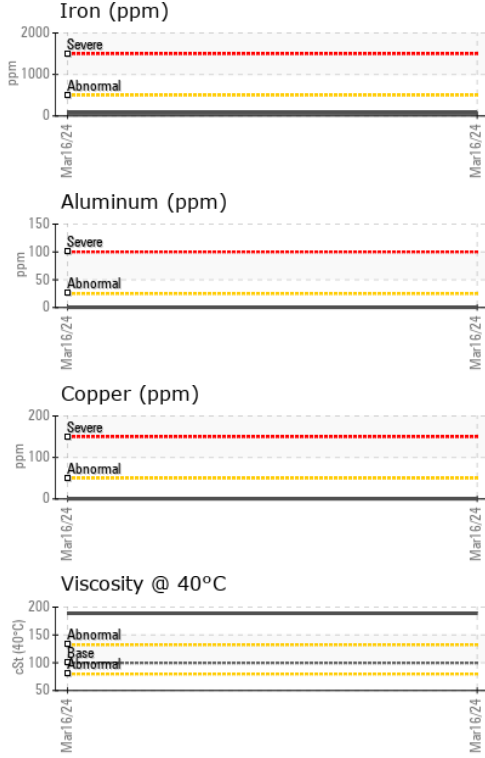 Iron (ppm)
2000
Severe
ppm
1000
Abnormal
0
Mar16/24
Mar16/24
Aluminum (ppm)
150
Severe
100
ppm
50
Abnormal
0
Mar16/24
Mar16/24
Copper (ppm)
200
Severe
ppm
100
Abnormal
0
Mar16/24
Mar16/24
Viscosity @ 40°C
200
Abnormal
150
cSt (40°C)
Base
100
Abnormal
50
Mar16/24
Mar16/24